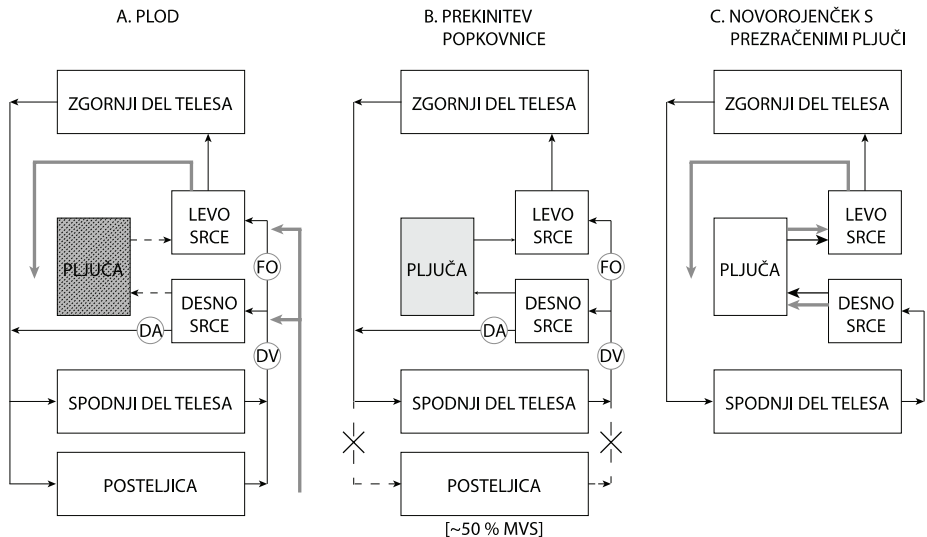 A. PLOD
ZGORNJI DEL TELESA
LEVO
SRCE
PLJUČA
FO
DESNO
SRCE
DA
DV
SPODNJI DEL TELESA
POSTELJICA
B. PREKINITEV
POPKOVNICE
ZGORNJI DEL TELESA
LEVO
SRCE
PLJUČA
FO
DESNO
SRCE
DA
DV
SPODNJI DEL TELESA
POSTELJICA
[~50 % MVS]
C. NOVOROJENČEK S
PREZRAČENIMI PLJUČI
ZGORNJI DEL TELESA
LEVO
SRCE
PLJUČA
DESNO
SRCE
SPODNJI DEL TELESA